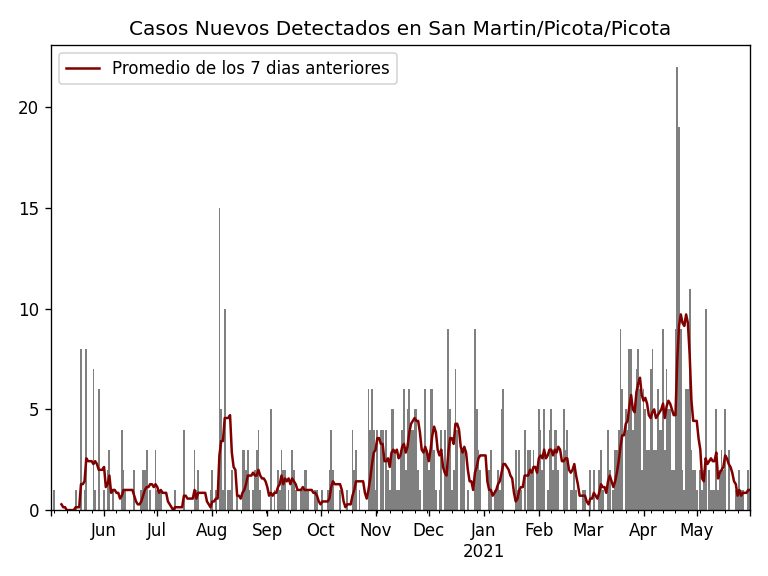 Casos Nuevos Detectados en San Martin/Picota/Picota
Promedio de los 7 dias anteriores
20
15
10
5
0
Jun Jul Aug Sep Oct Nov Dec Jan Feb Mar Apr May
2021